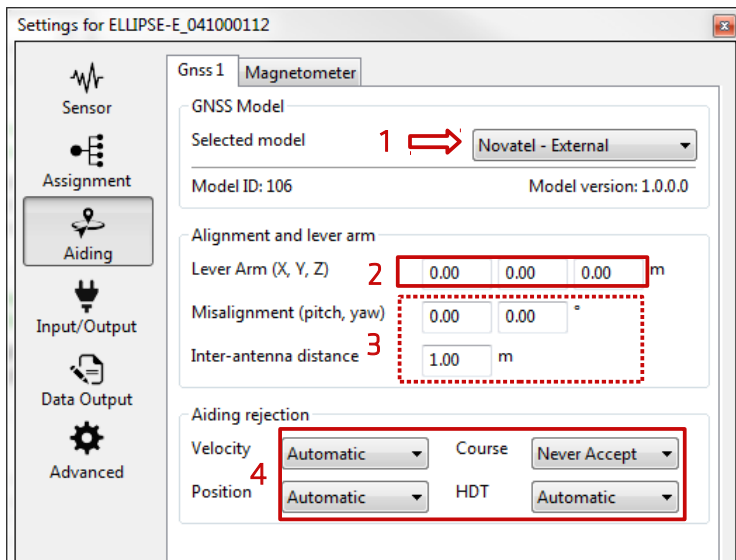 Settings for ELLIPSE-E_041000112
Sensor
Assignment
Aiding
Input/Output
Data Output
Advanced
Gnss 1 Magnetometer
GNSS Model
Selected model 1 Novatel - External
Model ID: 106 Model version: 1.0.0.0
Alignment and lever arm
Lever Arm (X, Y, Z) 2 0.00 0.00 0.00 m
Misalignment (pitch, yaw) 0.00 0.00 °
3
Inter-antenna distance 1.00 m
Aiding rejection
Velocity Automatic Course Never Accept
4
Position Automatic HDT Automatic